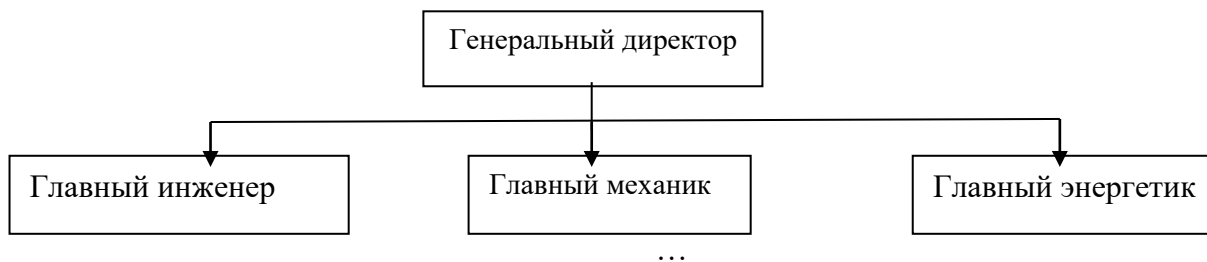 Генеральный директор
Главный инженер
Главный механик
Главный энергетик
…